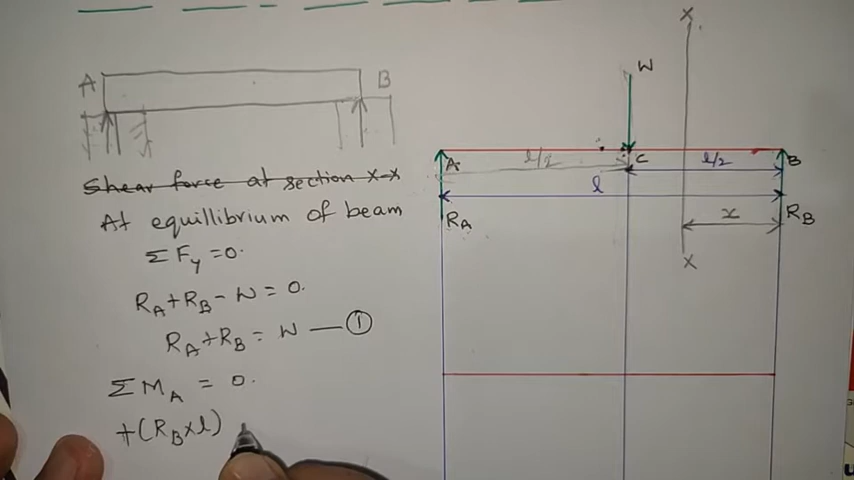 A B
Shear force at section X-X
At equillibrium of beam
ΣFy = 0.
RA + RB - W = 0.
RA + RB = W — ①
ΣMA = 0.
+(RB × l)
X
W
A l/2 C l/2 B
l
RA x RB
X